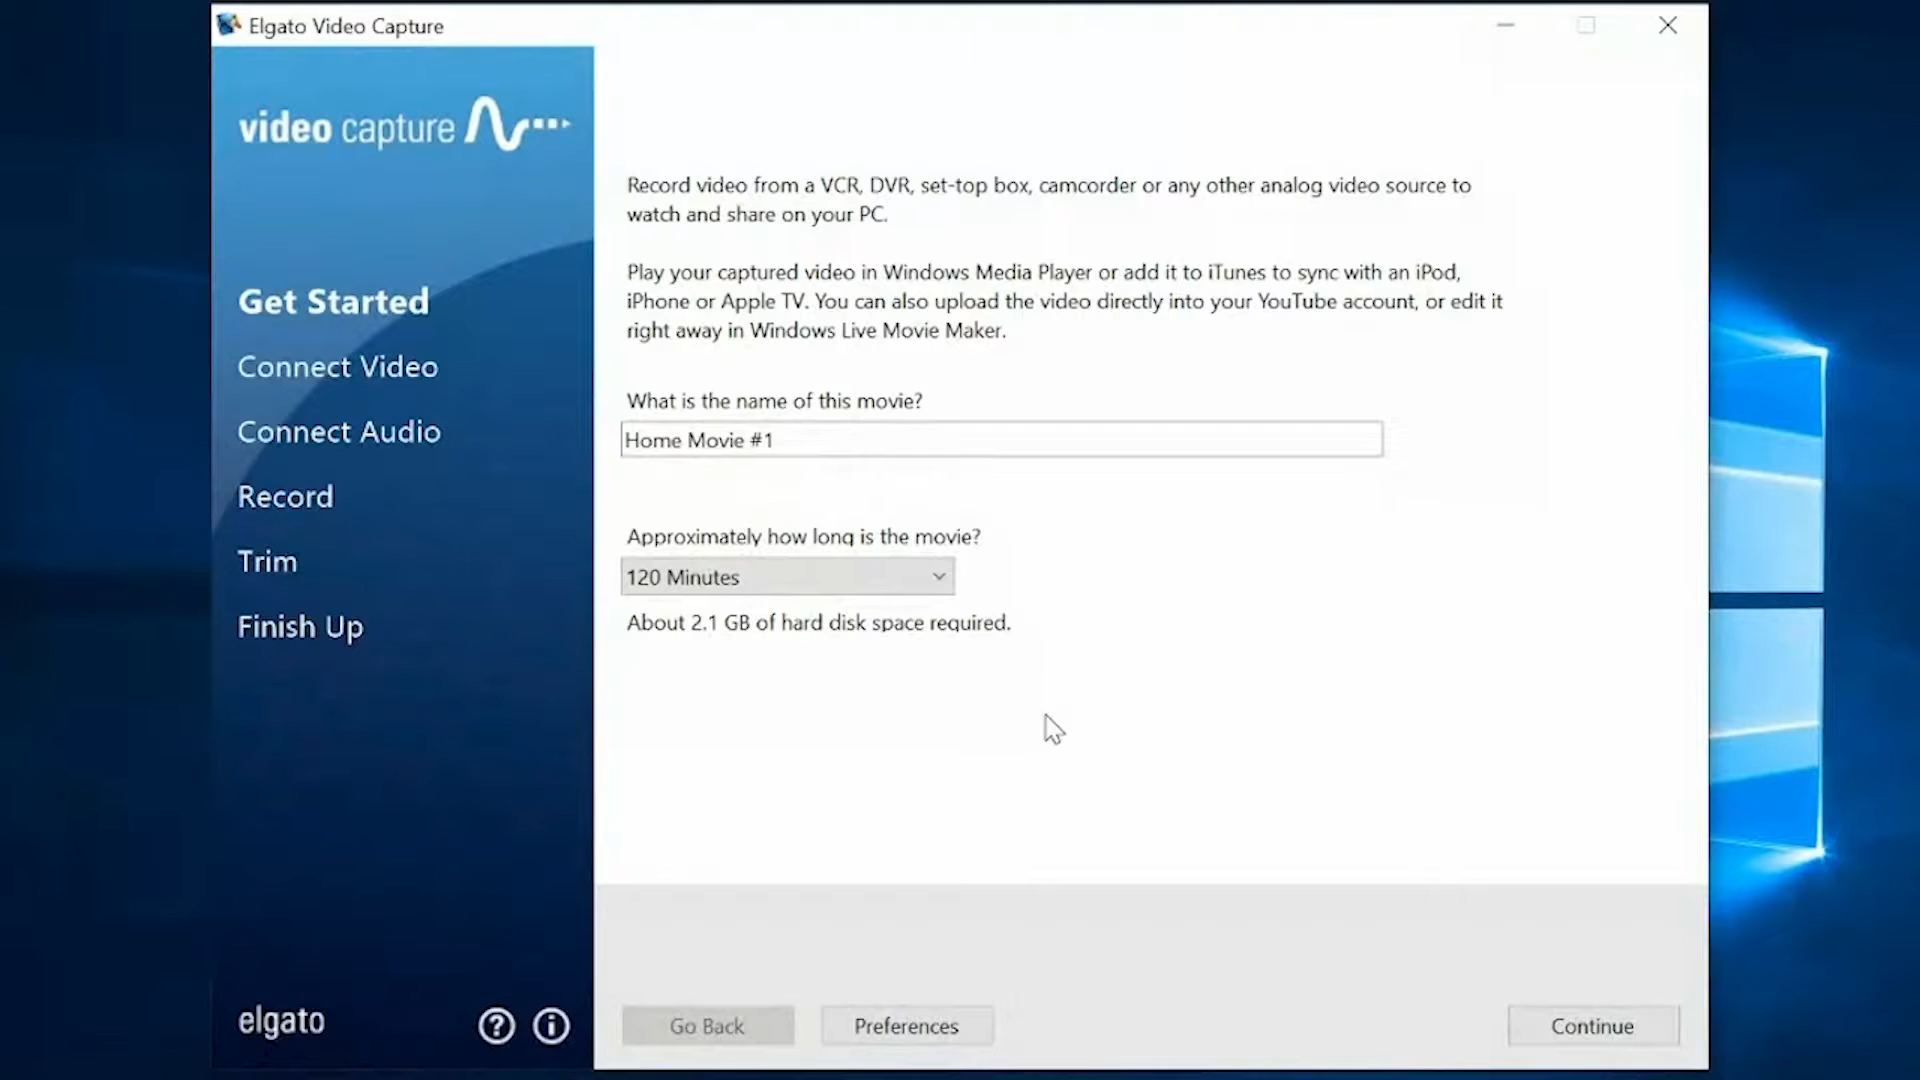 Elgato Video Capture
video capture
Get Started
Connect Video
Connect Audio
Record
Trim
Finish Up
elgato
Record video from a VCR, DVR, set-top box, camcorder or any other analog video source to
watch and share on your PC.
Play your captured video in Windows Media Player or add it to iTunes to sync with an iPod,
iPhone or Apple TV. You can also upload the video directly into your YouTube account, or edit it
right away in Windows Live Movie Maker.
What is the name of this movie?
Home Movie #1
Approximately how long is the movie?
120 Minutes
About 2.1 GB of hard disk space required.
Go Back
Preferences
Continue